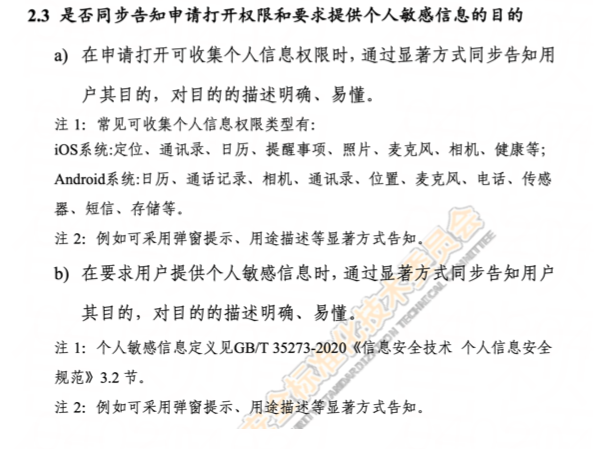 2.3 是否同步告知申请打开权限和要求提供个人敏感信息的目的
a) 在申请打开可收集个人信息权限时,通过显著方式同步告知用
户其目的,对目的的描述明确、易懂。
注 1：常见可收集个人信息权限类型有:
iOS系统:定位、通讯录、日历、提醒事项、照片、麦克风、相机、健康等；
Android系统:日历、通话记录、相机、通讯录、位置、麦克风、电话、传感
器、短信、存储等。
注 2：例如可采用弹窗提示、用途描述等显著方式告知。
b) 在要求用户提供个人敏感信息时,通过显著方式同步告知用户
其目的,对目的的描述明确、易懂。
注 1：个人敏感信息定义见GB/T 35273-2020《信息安全技术 个人信息安全
规范》3.2 节。
注 2：例如可采用弹窗提示、用途描述等显著方式告知。
安全标准化技术委员会
STANDARDIZATION TECHNICAL COMMITTEE